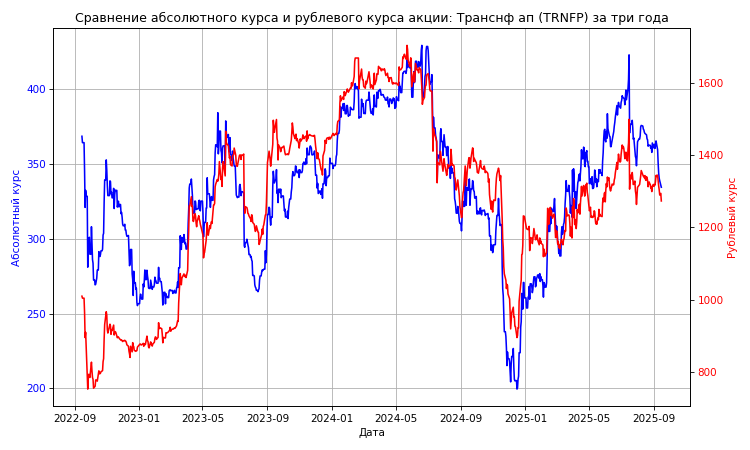 Сравнение абсолютного курса и рублевого курса акции: Транснф ап (TRNFP) за три года
400
350
300
250
200
Абсолютный курс
1600
1400
1200
1000
800
Рублевый курс
2022-09 2023-01 2023-05 2023-09 2024-01 2024-05 2024-09 2025-01 2025-05 2025-09
Дата